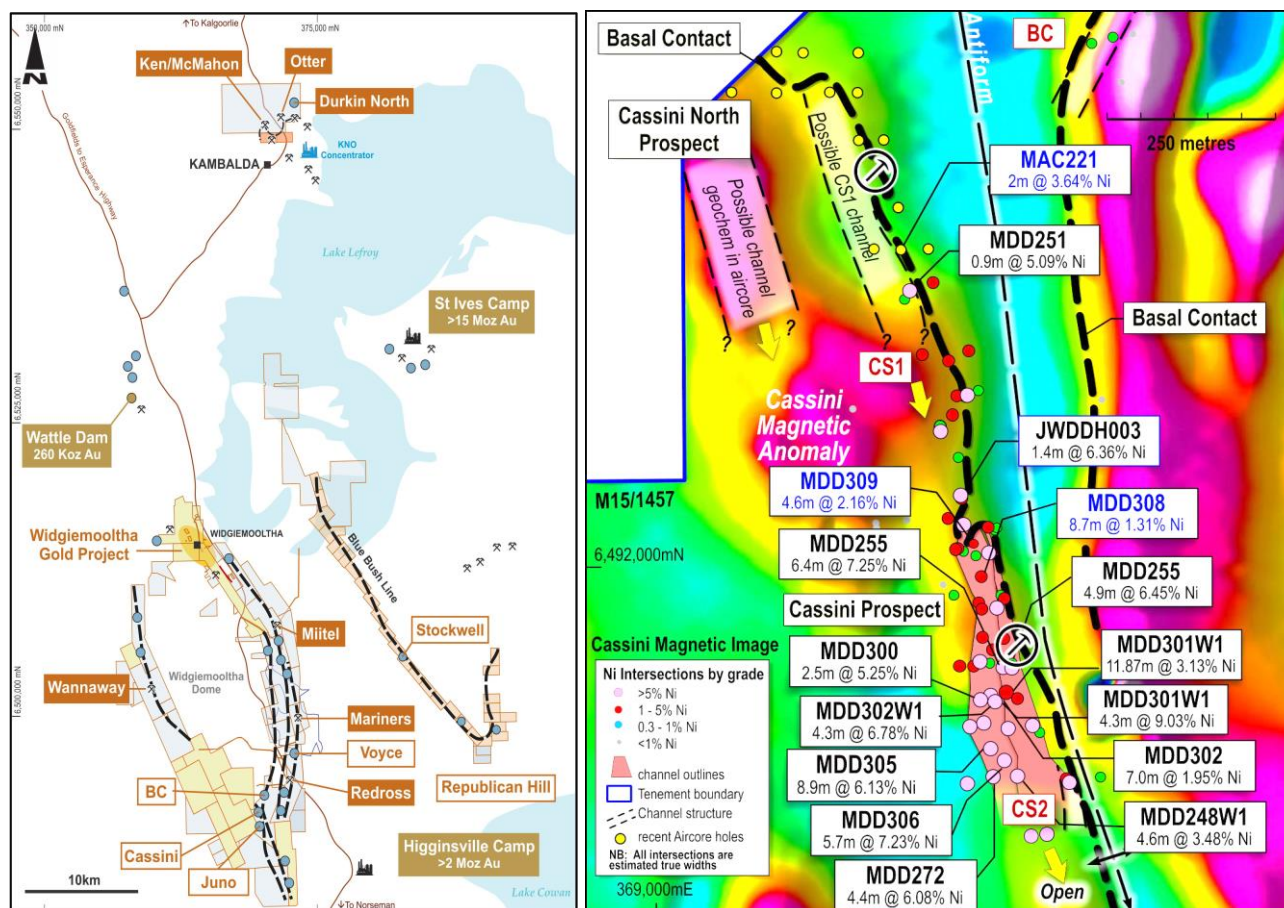 350,000 mN
To Kalgoorlie
375,000 mN
N
Ken/McMahon
Otter
Durkin North
6,550,000 mN
Goldfields to Esperance Highway
KAMBALDA
KNO
Concentrator
Lake Lefroy
St Ives Camp
>15 Moz Au
6,525,000 mN
Wattle Dam
260 Koz Au
Widgiemooltha
Gold Project
WIDGIEMOOLTHA
Blue Bush Line
Miitel
Stockwell
Widgiemooltha
Dome
Wannaway
6,500,000 mN
Mariners
Voyce
BC
Redross
Republican Hill
Cassini
Juno
Higginsville Camp
>2 Moz Au
10km
Lake Cowan
To Norseman
Basal Contact
Antiform
BC
Cassini North
Prospect
250 metres
Possible channel
geochem in aircore
Possible CS1 channel
MAC221
2m @ 3.64% Ni
MDD251
0.9m @ 5.09% Ni
?
?
?
?
Basal Contact
CS1
Cassini
Magnetic
Anomaly
JWDDH003
1.4m @ 6.36% Ni
MDD309
4.6m @ 2.16% Ni
M15/1457
MDD308
8.7m @ 1.31% Ni
6,492,000mN
MDD255
6.4m @ 7.25% Ni
MDD255
4.9m @ 6.45% Ni
Cassini Prospect
Cassini Magnetic Image
Ni Intersections by grade
>5% Ni
1 - 5% Ni
0.3 - 1% Ni
<1% Ni
channel outlines
Tenement boundary
Channel structure
recent Aircore holes
NB: All intersections are
estimated true widths
MDD300
2.5m @ 5.25% Ni
MDD301W1
11.87m @ 3.13% Ni
MDD302W1
4.3m @ 6.78% Ni
MDD301W1
4.3m @ 9.03% Ni
MDD305
8.9m @ 6.13% Ni
MDD302
7.0m @ 1.95% Ni
MDD306
5.7m @ 7.23% Ni
CS2
MDD248W1
4.6m @ 3.48% Ni
MDD272
4.4m @ 6.08% Ni
369,000mE
Open